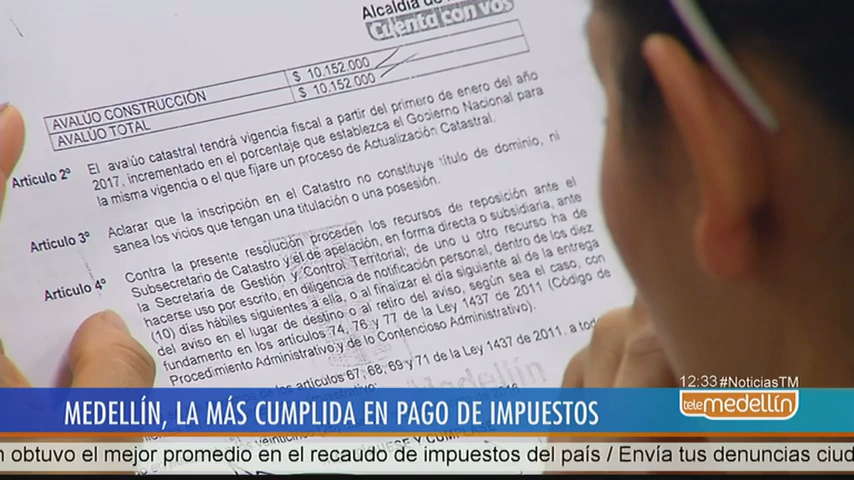 Alcaldía de
Cuenta con vos
AVALÚO CONSTRUCCIÓN $ 10.152.000
AVALÚO TOTAL $ 10.152.000
Artículo 2º El avalúo catastral tendrá vigencia fiscal a partir del primero de enero del año
2017, incrementado en el porcentaje que establezca el Gobierno Nacional para
la misma vigencia o el que fijare un proceso de Actualización Catastral.
Artículo 3º Aclarar que la inscripción en el Catastro no constituye título de dominio, ni
sanea los vicios que tengan una titulación o una posesión.
Artículo 4º Contra la presente resolución proceden los recursos de reposición ante el
Subsecretario de Catastro y el de apelación, en forma directa o subsidiaria, ante
la Secretaría de Gestión y Control Territorial; de uno u otro recurso ha de
hacerse uso por escrito, en diligencia de notificación personal, dentro de los diez
(10) días hábiles siguientes a ella, o al finalizar el día siguiente al de la entrega
del aviso en el lugar de destino o al retiro del aviso, según sea el caso, con
fundamento en los artículos 74, 76 y 77 de la Ley 1437 de 2011 (Código de
Procedimiento Administrativo y de lo Contencioso Administrativo).
los artículos 67, 68, 69 y 71 de la Ley 1437 de 2011, a todo
12:33 #NoticiasTM
tele medellín
MEDELLÍN, LA MÁS CUMPLIDA EN PAGO DE IMPUESTOS
n obtuvo el mejor promedio en el recaudo de impuestos del país / Envía tus denuncias ciud